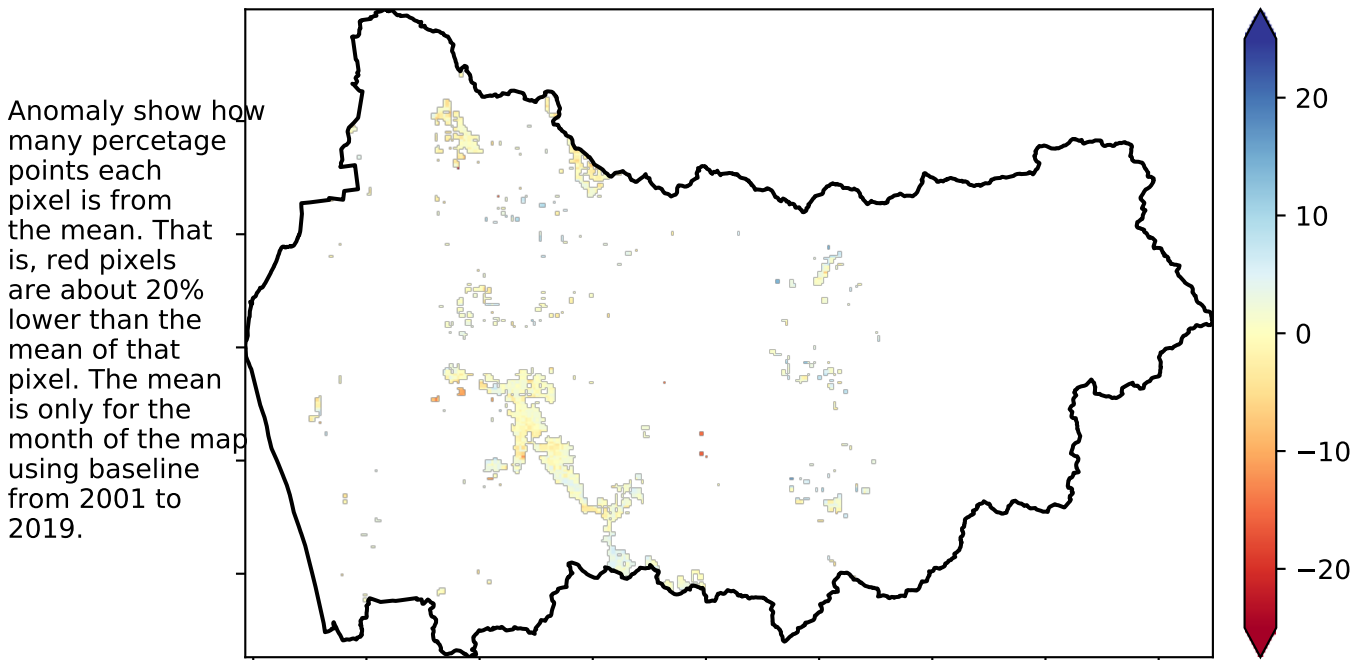 Anomaly show how
many percetage
points each
pixel is from
the mean. That
is, red pixels
are about 20%
lower than the
mean of that
pixel. The mean
is only for the
month of the map
using baseline
from 2001 to
2019.
20
10
0
−10
−20